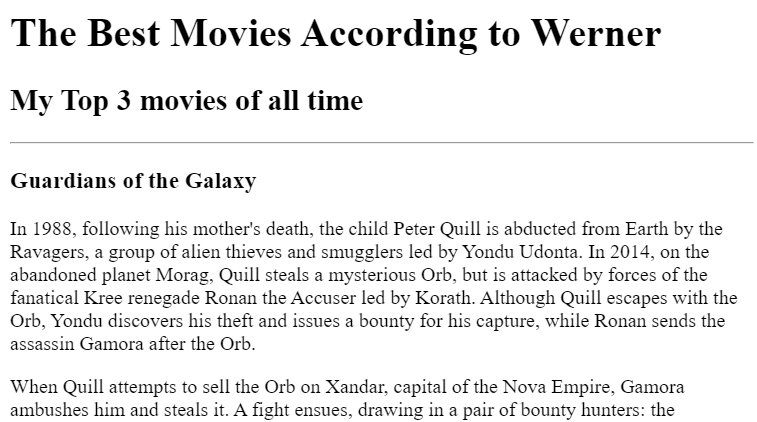 The Best Movies According to Werner
My Top 3 movies of all time
Guardians of the Galaxy
In 1988, following his mother's death, the child Peter Quill is abducted from Earth by the
Ravagers, a group of alien thieves and smugglers led by Yondu Udonta. In 2014, on the
abandoned planet Morag, Quill steals a mysterious Orb, but is attacked by forces of the
fanatical Kree renegade Ronan the Accuser led by Korath. Although Quill escapes with the
Orb, Yondu discovers his theft and issues a bounty for his capture, while Ronan sends the
assassin Gamora after the Orb.
When Quill attempts to sell the Orb on Xandar, capital of the Nova Empire, Gamora
ambushes him and steals it. A fight ensues, drawing in a pair of bounty hunters: the